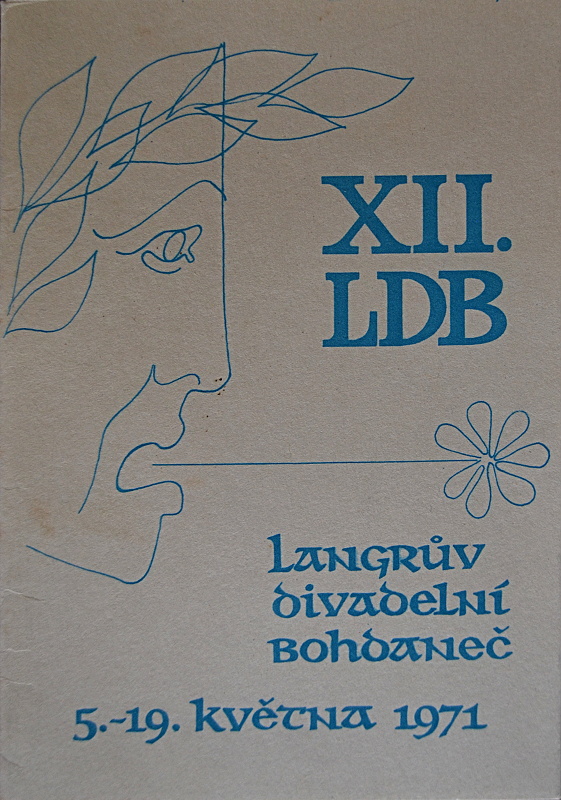 XII.
LDB
Langrův
divadelní
Bohdaneč
5.-19. května 1971